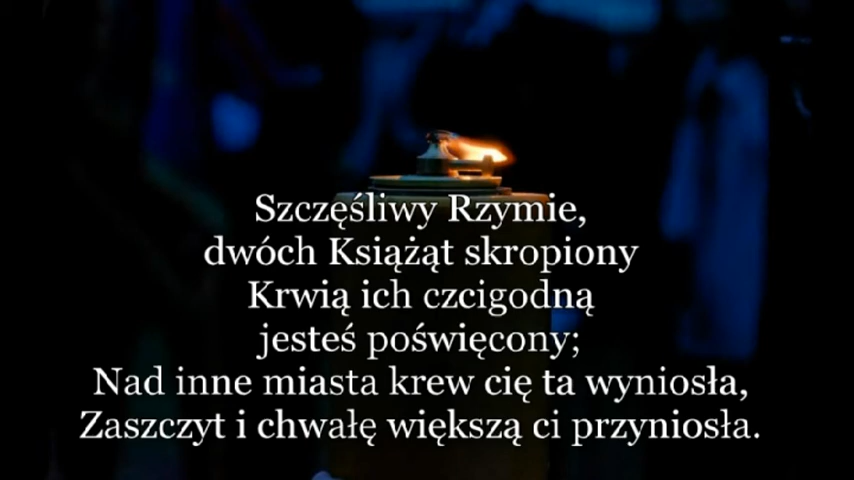 Szczęśliwy Rzymie,
dwóch Książąt skropiony
Krwią ich czcigodną
jesteś poświęcony;
Nad inne miasta krew cię ta wyniosła,
Zaszczyt i chwałę większą ci przyniosła.